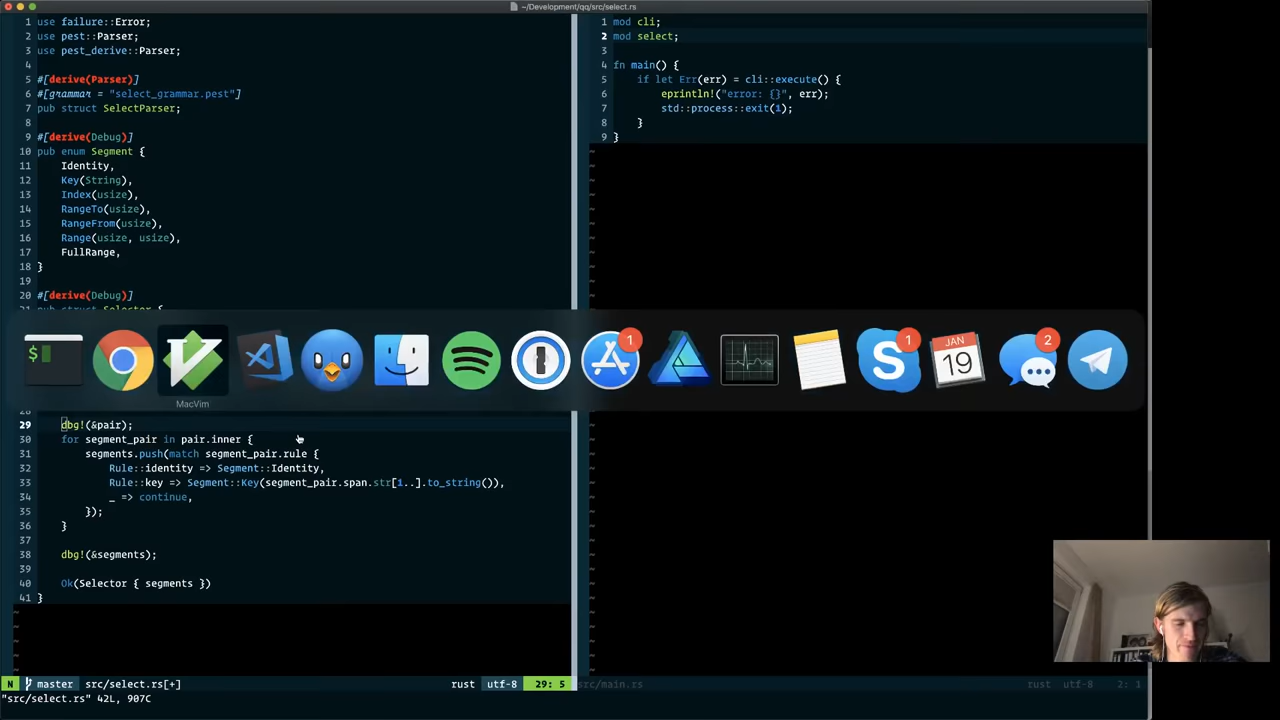 ~/Development/qq/src/select.rs
1 use failure::Error;
2 use pest::Parser;
3 use pest_derive::Parser;
4
5 #[derive(Parser)]
6 #[grammar = "select_grammar.pest"]
7 pub struct SelectParser;
8
9 #[derive(Debug)]
10 pub enum Segment {
11 Identity,
12 Key(String),
13 Index(usize),
14 RangeTo(usize),
15 RangeFrom(usize),
16 Range(usize, usize),
17 FullRange,
18 }
19
20 #[derive(Debug)]
pub struct Selector {
1 mod cli;
2 mod select;
3
4 fn main() {
5 if let Err(err) = cli::execute() {
6 eprintln!("error: {}", err);
7 std::process::exit(1);
8 }
9 }
$
1
1
JAN
19
2
MacVim
28
29 dbg!(&pair);
30 for segment_pair in pair.inner {
31 segments.push(match segment_pair.rule {
32 Rule::identity => Segment::Identity,
33 Rule::key => Segment::Key(segment_pair.span.str[1..].to_string()),
34 _ => continue,
35 });
36 }
37
38 dbg!(&segments);
39
40 Ok(Selector { segments })
41 }
N master src/select.rs[+] rust utf-8 29: 5
src/main.rs rust utf-8 2: 1
"src/select.rs" 42L, 907C